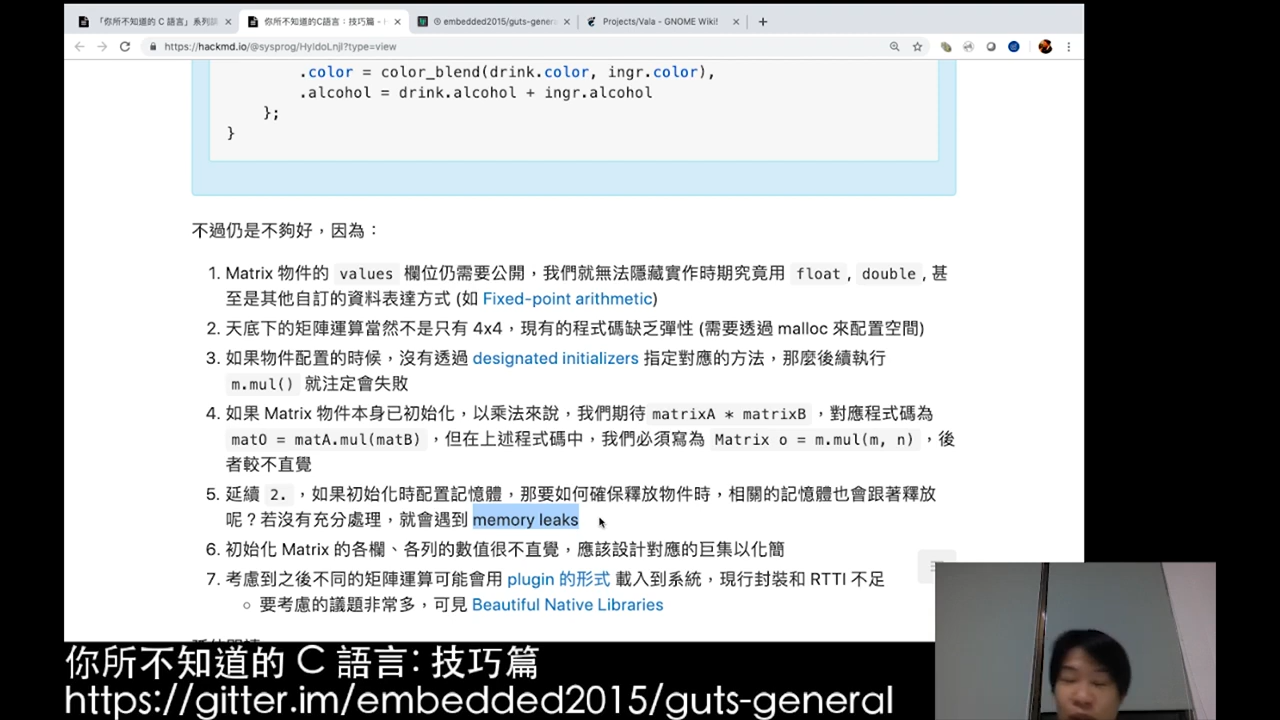 「你所不知道的 C 語言」系列講
你所不知道的C語言：技巧篇 -
embedded2015/guts-gener
Projects/Vala - GNOME Wiki!
https://hackmd.io/@sysprog/HyIdoLnjl?type=view
.color = color_blend(drink.color, ingr.color),
.alcohol = drink.alcohol + ingr.alcohol
};
}
不過仍是不夠好，因為：
1. Matrix 物件的 values 欄位仍需要公開，我們就無法隱藏實作時期究竟用 float, double, 甚
至是其他自訂的資料表達方式 (如 Fixed-point arithmetic)
2. 天底下的矩陣運算當然不是只有 4x4，現有的程式碼缺乏彈性 (需要透過 malloc 來配置空間)
3. 如果物件配置的時候，沒有透過 designated initializers 指定對應的方法，那麼後續執行
m.mul() 就注定會失敗
4. 如果 Matrix 物件本身已初始化，以乘法來說，我們期待 matrixA * matrixB，對應程式碼為
matO = matA.mul(matB)，但在上述程式碼中，我們必須寫為 Matrix o = m.mul(m, n)，後
者較不直覺
5. 延續 2.，如果初始化時配置記憶體，那要如何確保釋放物件時，相關的記憶體也會跟著釋放
呢？若沒有充分處理，就會遇到 memory leaks
6. 初始化 Matrix 的各欄、各列的數值很不直覺，應該設計對應的巨集以化簡
7. 考慮到之後不同的矩陣運算可能會用 plugin 的形式 載入到系統，現行封裝和 RTTI 不足
要考慮的議題非常多，可見 Beautiful Native Libraries
你所不知道的 C 語言: 技巧篇
https://gitter.im/embedded2015/guts-general